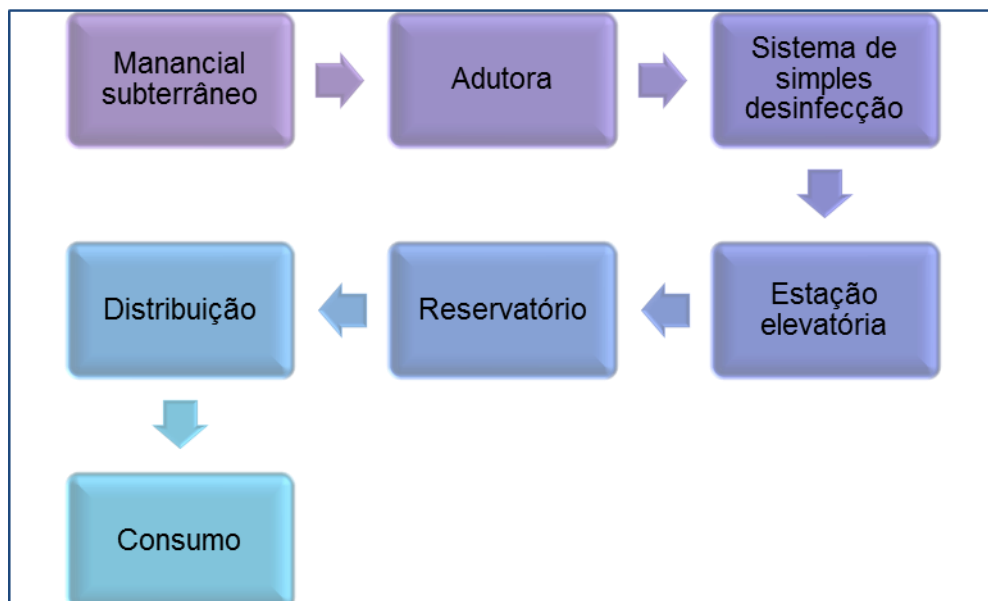 Manancial
subterrâneo
Adutora
Sistema de
simples
desinfecção
Estação
elevatória
Reservatório
Distribuição
Consumo